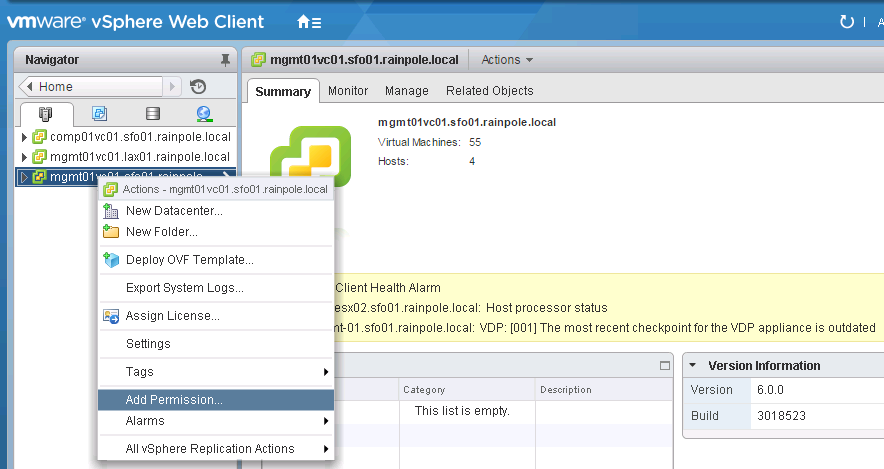 vmware® vSphere Web Client
A
Navigator
Home
comp01vc01.sfo01.rainpole.local
mgmt01vc01.lax01.rainpole.local
mgmt01vc01.sfo01.rainpole.local
mgmt01vc01.sfo01.rainpole.local Actions
Summary Monitor Manage Related Objects
mgmt01vc01.sfo01.rainpole.local
Virtual Machines: 55
Hosts: 4
Actions - mgmt01vc01.sfo01.rainpole.local
New Datacenter...
New Folder...
Deploy OVF Template...
Export System Logs...
Assign License...
Settings
Tags
Add Permission...
Alarms
All vSphere Replication Actions
Client Health Alarm
esx02.sfo01.rainpole.local: Host processor status
mt-01.sfo01.rainpole.local: VDP: [001] The most recent checkpoint for the VDP appliance is outdated
Category Description
This list is empty.
Version Information
Version 6.0.0
Build 3018523